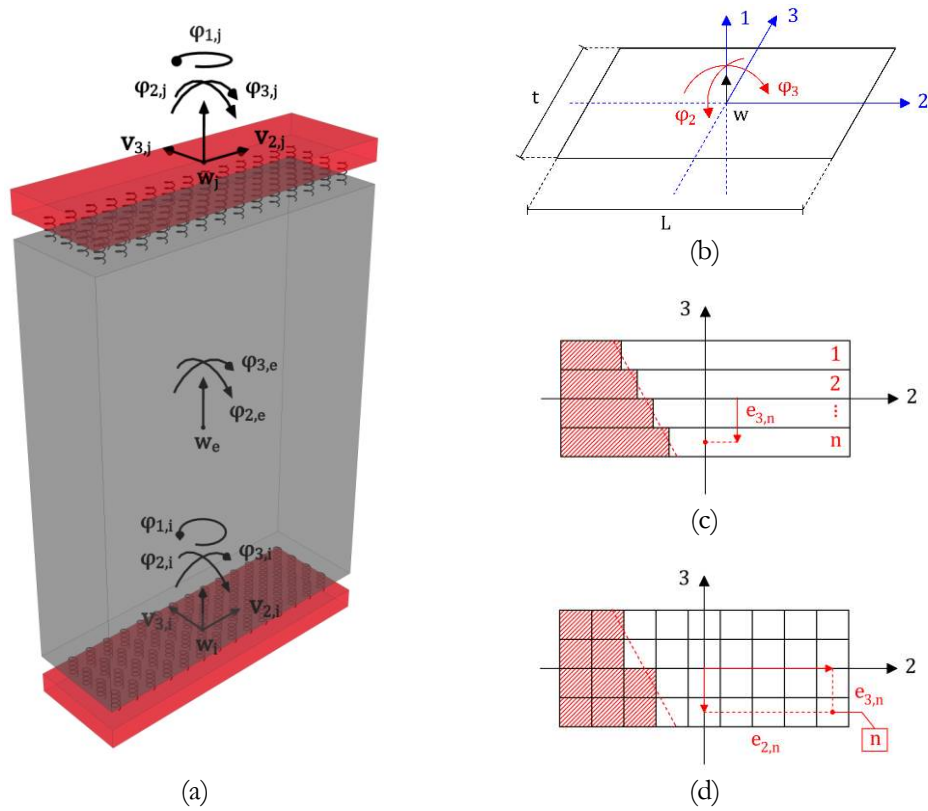 φ1,j
φ2,j
φ3,j
v3,j
v2,j
wj
φ3,e
φ2,e
we
φ1,i
φ2,i
φ3,i
v3,i
v2,i
wi
(a)
1
3
t
φ3
φ2
w
2
L
(b)
3
1
2
2
⋮
e3,n
n
(c)
3
2
e3,n
e2,n
n
(d)